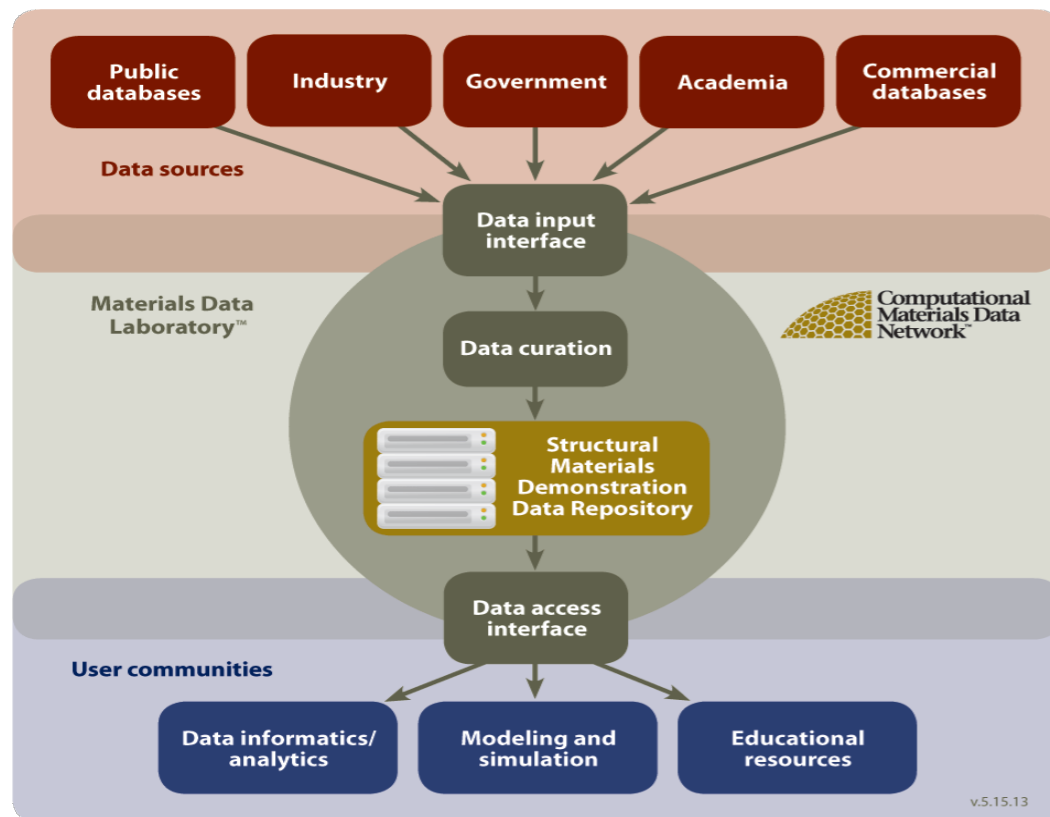 Public
databases
Industry
Government
Academia
Commercial
databases
Data sources
Data input
interface
Materials Data
Laboratory™
Computational
Materials Data
Network™
Data curation
Structural
Materials
Demonstration
Data Repository
Data access
interface
User communities
Data informatics/
analytics
Modeling and
simulation
Educational
resources
v.5.15.13